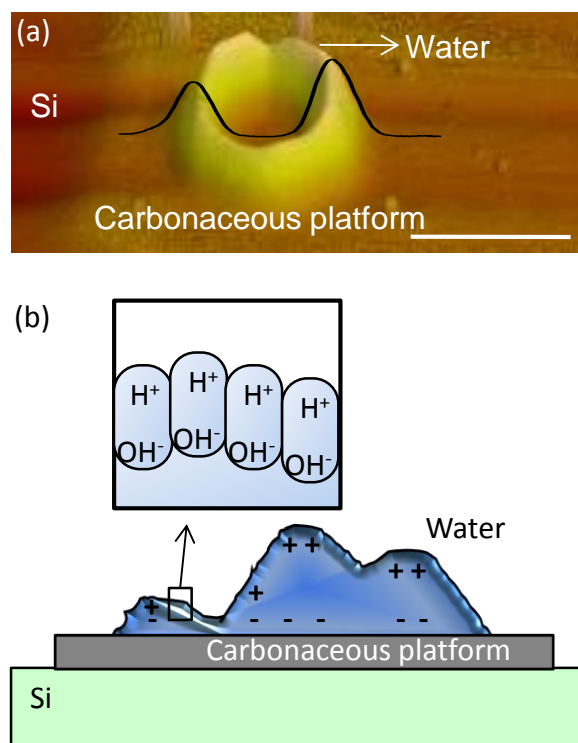 (a)
Water
Si
Carbonaceous platform
(b)
H⁺ H⁺ H⁺ H⁺
OH⁻ OH⁻ OH⁻ OH⁻
Water
+ + + + + + +
- - - - - -
Carbonaceous platform
Si